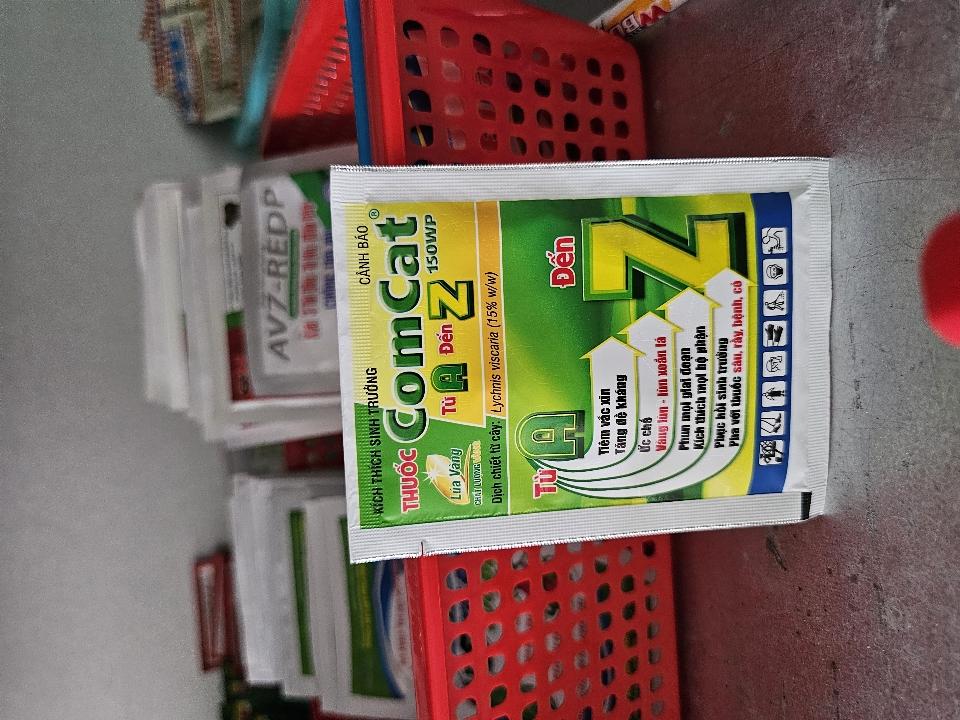 KÍCH THÍCH SINH TRƯỞNG
CẢNH BÁO
THUỐC ComCat ®
150WP
Từ A Đến Z
Lúa Vàng
CHẤT LƯỢNG VÀNG
Dịch chiết từ cây: Lychnis viscaria (15% w/w)
Từ A Đến Z
Tiêm vắc xin
Tăng đề kháng
Ức chế
Vàng lùn - lùn xoắn lá
Phun mọi giai đoạn
Kích thích mọi bộ phận
Phục hồi sinh trưởng
Pha với thuốc sâu, rầy, bệnh, cỏ
AVZ-REDP